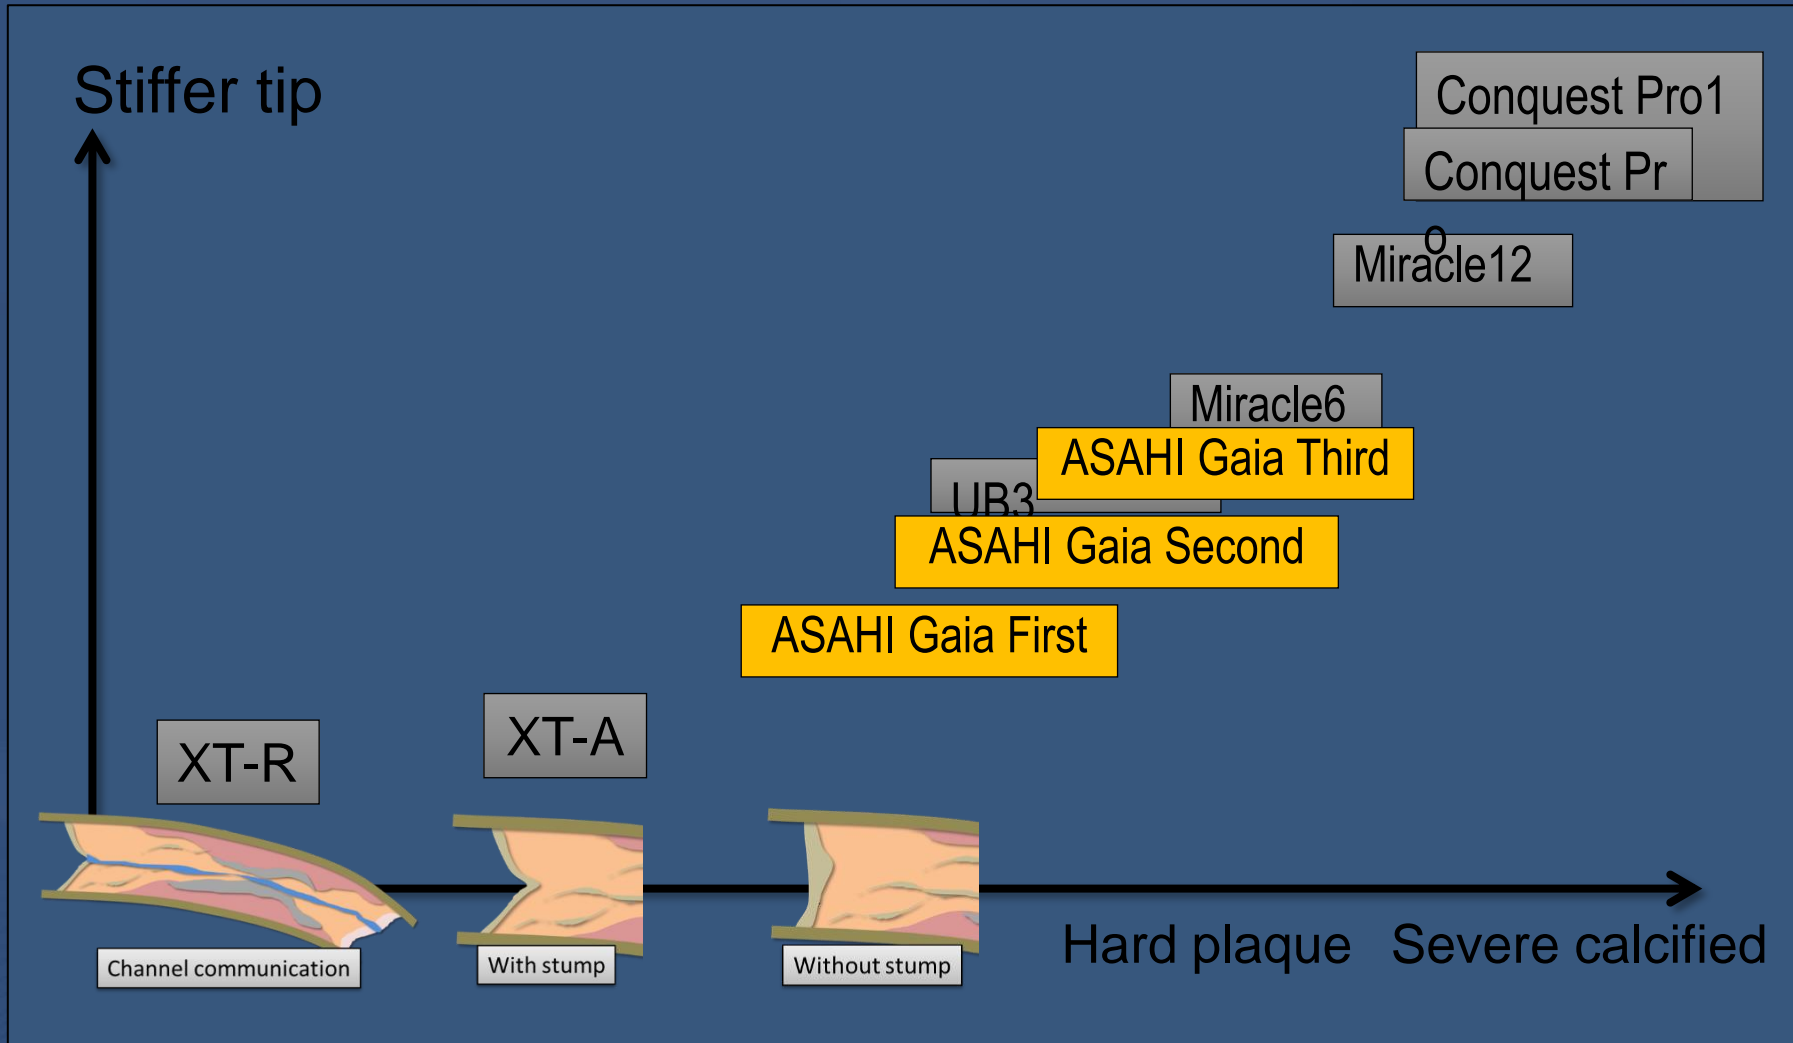 Stiffer tip
Conquest Pro1
Conquest Pr
o
Miracle12
Miracle6
ASAHI Gaia Third
UB3
ASAHI Gaia Second
ASAHI Gaia First
XT-A
XT-R
Hard plaque
Severe calcified
Channel communication
With stump
Without stump